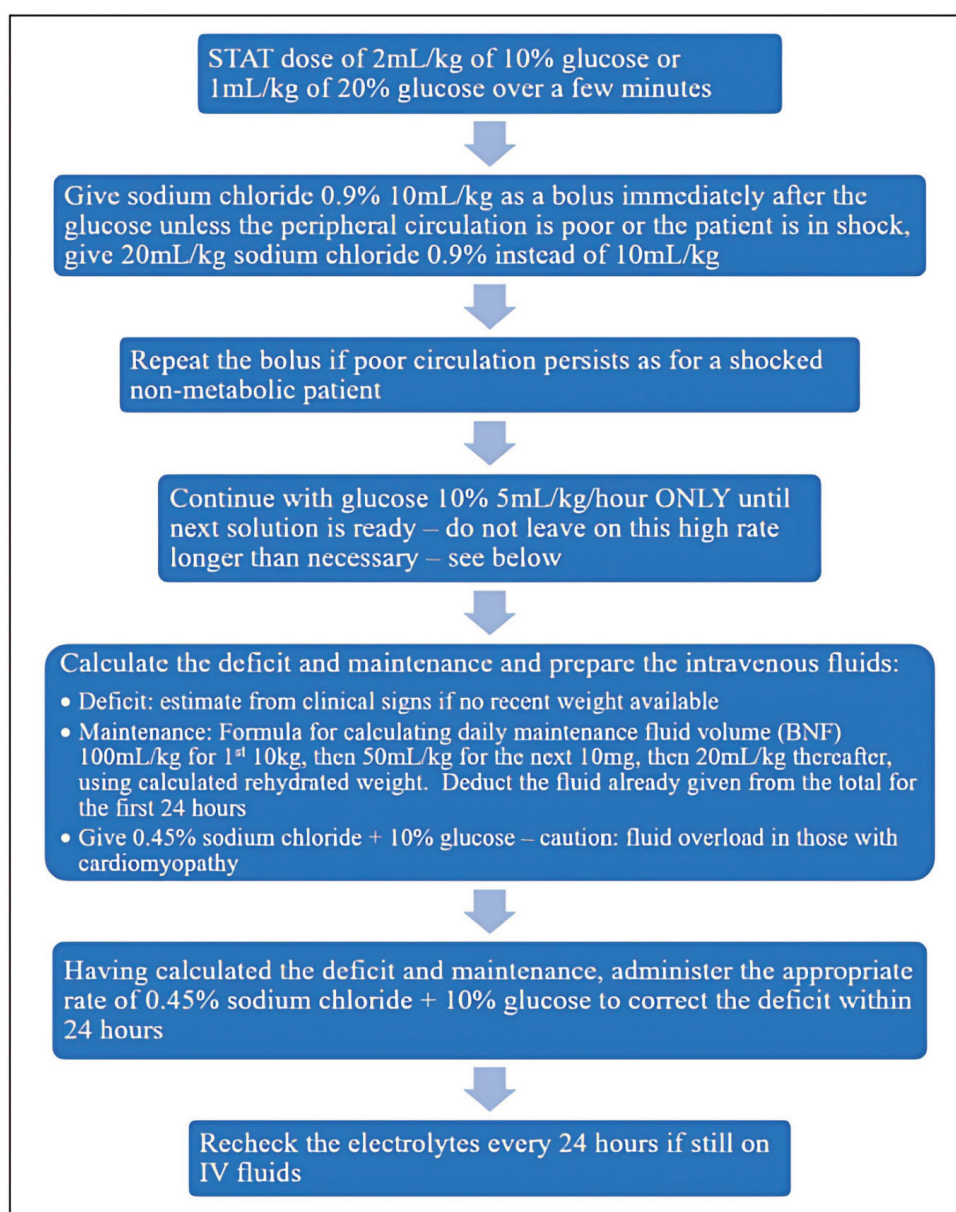 STAT dose of 2mL/kg of 10% glucose or
1mL/kg of 20% glucose over a few minutes
Give sodium chloride 0.9% 10mL/kg as a bolus immediately after the
glucose unless the peripheral circulation is poor or the patient is in shock,
give 20mL/kg sodium chloride 0.9% instead of 10mL/kg
Repeat the bolus if poor circulation persists as for a shocked
non-metabolic patient
Continue with glucose 10% 5mL/kg/hour ONLY until
next solution is ready – do not leave on this high rate
longer than necessary – see below
Calculate the deficit and maintenance and prepare the intravenous fluids:
• Deficit: estimate from clinical signs if no recent weight available
• Maintenance: Formula for calculating daily maintenance fluid volume (BNF)
100mL/kg for 1st 10kg, then 50mL/kg for the next 10mg, then 20mL/kg thereafter,
using calculated rehydrated weight. Deduct the fluid already given from the total for
the first 24 hours
• Give 0.45% sodium chloride + 10% glucose – caution: fluid overload in those with
cardiomyopathy
Having calculated the deficit and maintenance, administer the appropriate
rate of 0.45% sodium chloride + 10% glucose to correct the deficit within
24 hours
Recheck the electrolytes every 24 hours if still on
IV fluids